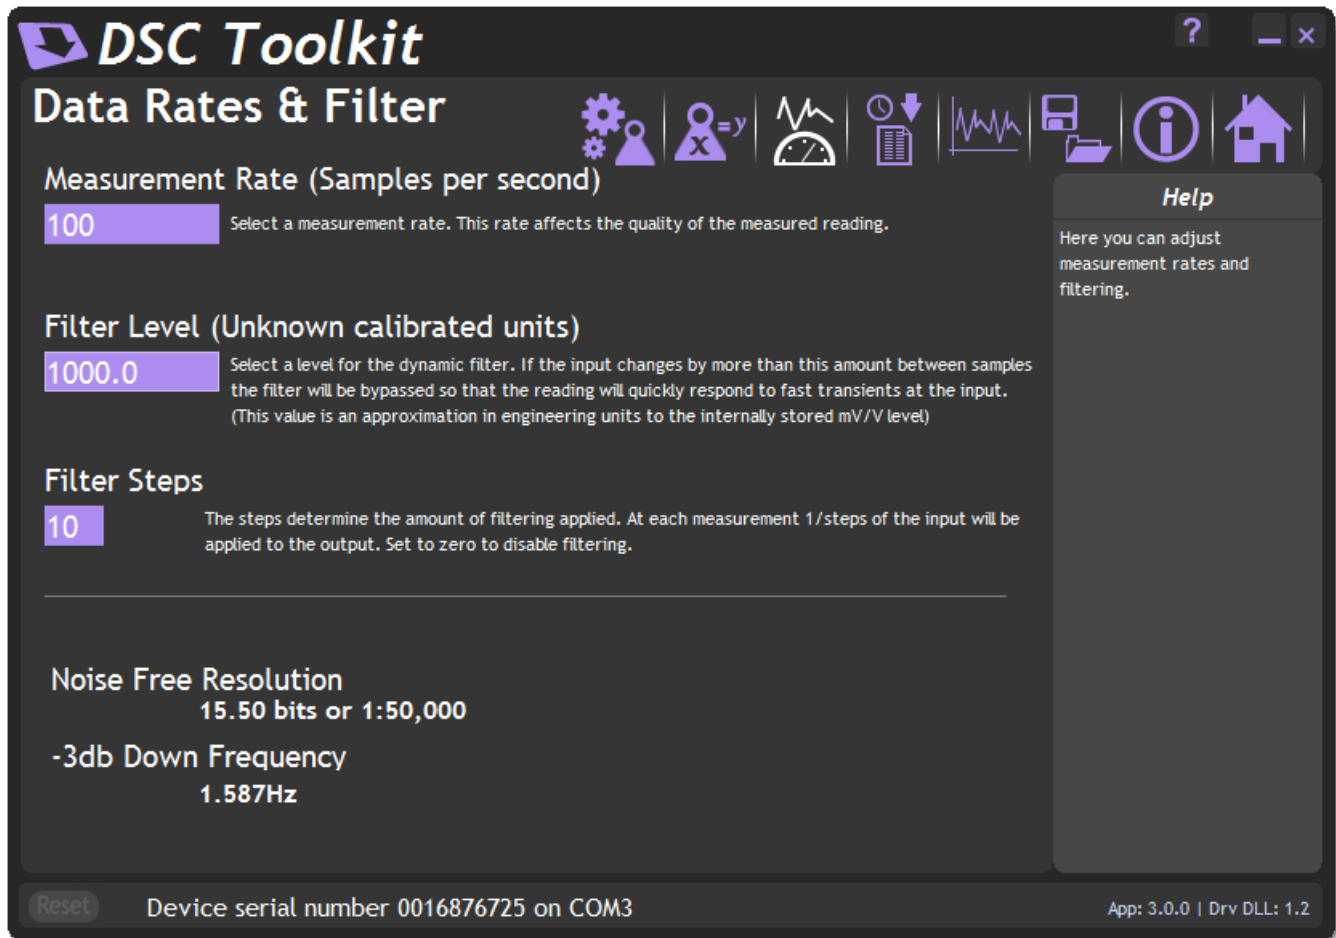 DSC Toolkit
?
Data Rates & Filter
x=y
i
Measurement Rate (Samples per second)
100
Select a measurement rate. This rate affects the quality of the measured reading.
Filter Level (Unknown calibrated units)
1000.0
Select a level for the dynamic filter. If the input changes by more than this amount between samples
the filter will be bypassed so that the reading will quickly respond to fast transients at the input.
(This value is an approximation in engineering units to the internally stored mV/V level)
Filter Steps
10
The steps determine the amount of filtering applied. At each measurement 1/steps of the input will be
applied to the output. Set to zero to disable filtering.
Noise Free Resolution
15.50 bits or 1:50,000
-3db Down Frequency
1.587Hz
Help
Here you can adjust
measurement rates and
filtering.
Reset
Device serial number 0016876725 on COM3
App: 3.0.0 | Drv DLL: 1.2